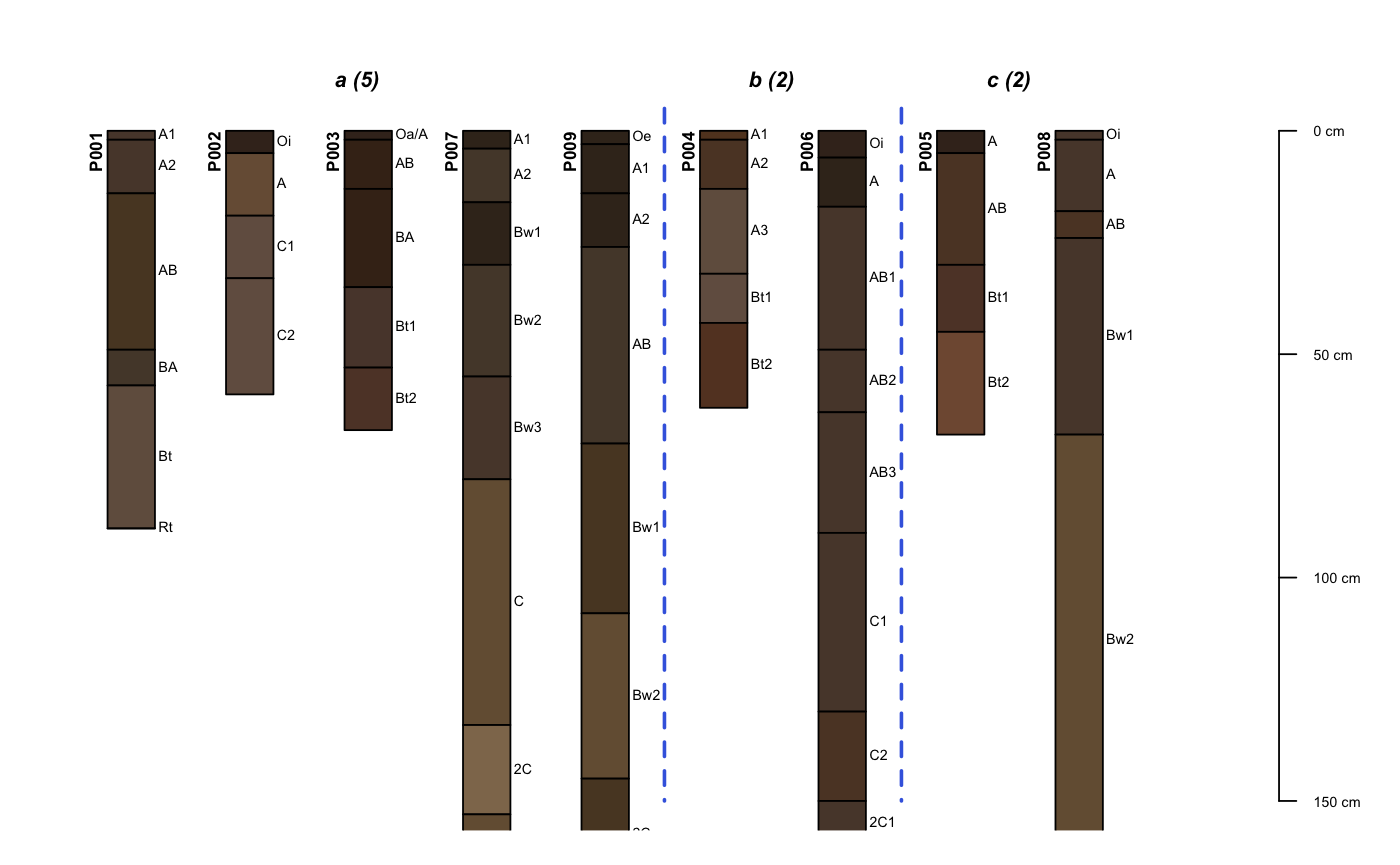 a (5)
b (2)
c (2)
P001
A1
A2
AB
BA
Bt
Rt
P002
Oi
A
C1
C2
P003
Oa/A
AB
BA
Bt1
Bt2
P007
A1
A2
Bw1
Bw2
Bw3
C
2C
P009
Oe
A1
A2
AB
Bw1
Bw2
P004
A1
A2
A3
Bt1
Bt2
P006
Oi
A
AB1
AB2
AB3
C1
C2
2C1
P005
A
AB
Bt1
Bt2
P008
Oi
A
AB
Bw1
Bw2
0 cm
50 cm
100 cm
150 cm